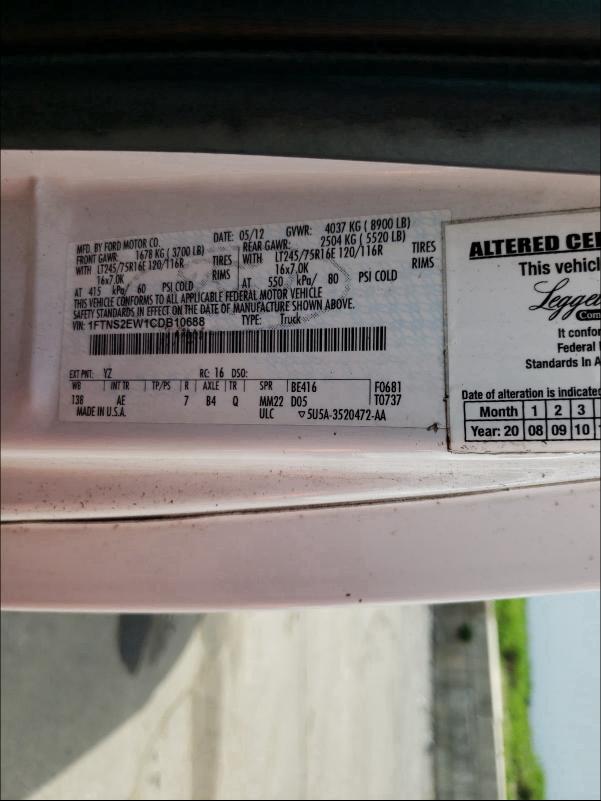 MFD. BY FORD MOTOR CO.
DATE: 05/12 GVWR: 4037 KG ( 8900 LB)
FRONT GAWR: 1678 KG ( 3700 LB)
REAR GAWR: 2504 KG ( 5520 LB)
WITH LT245/75R16E 120/116R TIRES
WITH LT245/75R16E 120/116R TIRES
16x7.0K RIMS
16x7.0K RIMS
AT 415 kPa/ 60 PSI COLD
AT 550 kPa/ 80 PSI COLD
THIS VEHICLE CONFORMS TO ALL APPLICABLE FEDERAL MOTOR VEHICLE
SAFETY STANDARDS IN EFFECT ON THE DATE OF MANUFACTURE SHOWN ABOVE.
VIN: 1FTNS2EW1CDB10688 TYPE: Truck
EXT PNT: YZ RC: 16 DSO:
WB INT TR TP/PS R AXLE TR SPR BE416 F0681
138 AE 7 B4 Q MM22 D05 T0737
MADE IN U.S.A. ULC ▽5U5A-3520472-AA
ALTERED
This
Leggett
It
Federal
Standards In
Date of alteration is indicated
Month 1 2 3
Year: 20 08 09 10